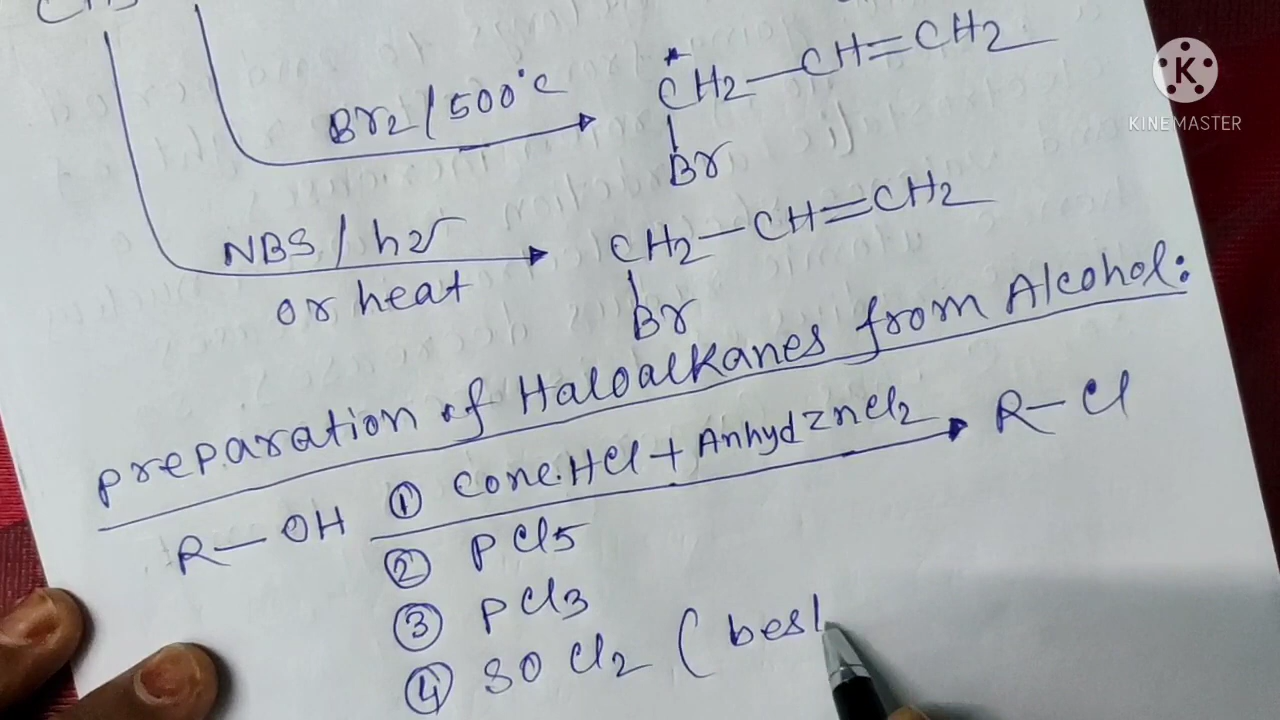 Br2/500°C
*
CH2—CH=CH2
Br
NBS/hν
or heat
CH2—CH=CH2
Br
preparation of Haloalkanes from Alcohol:
R—OH ① Conc.HCl+Anhyd ZnCl2 R—Cl
② PCl5
③ PCl3
④ SOCl2 (best
K
KINEMASTER